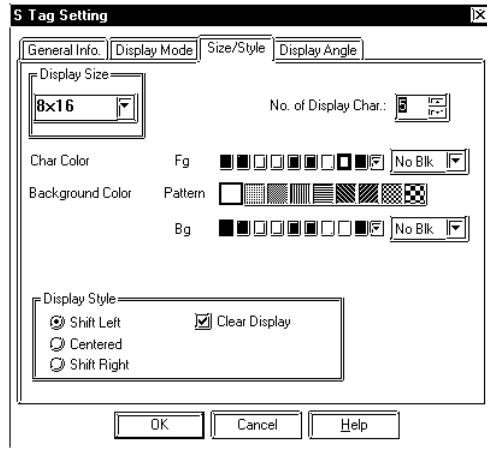 S Tag Setting
General Info. Display Mode Size/Style Display Angle
Display Size
8×16
No. of Display Char.: 5
Char Color Fg No Blk
Background Color Pattern
Bg No Blk
Display Style
Shift Left Clear Display
Centered
Shift Right
OK Cancel Help